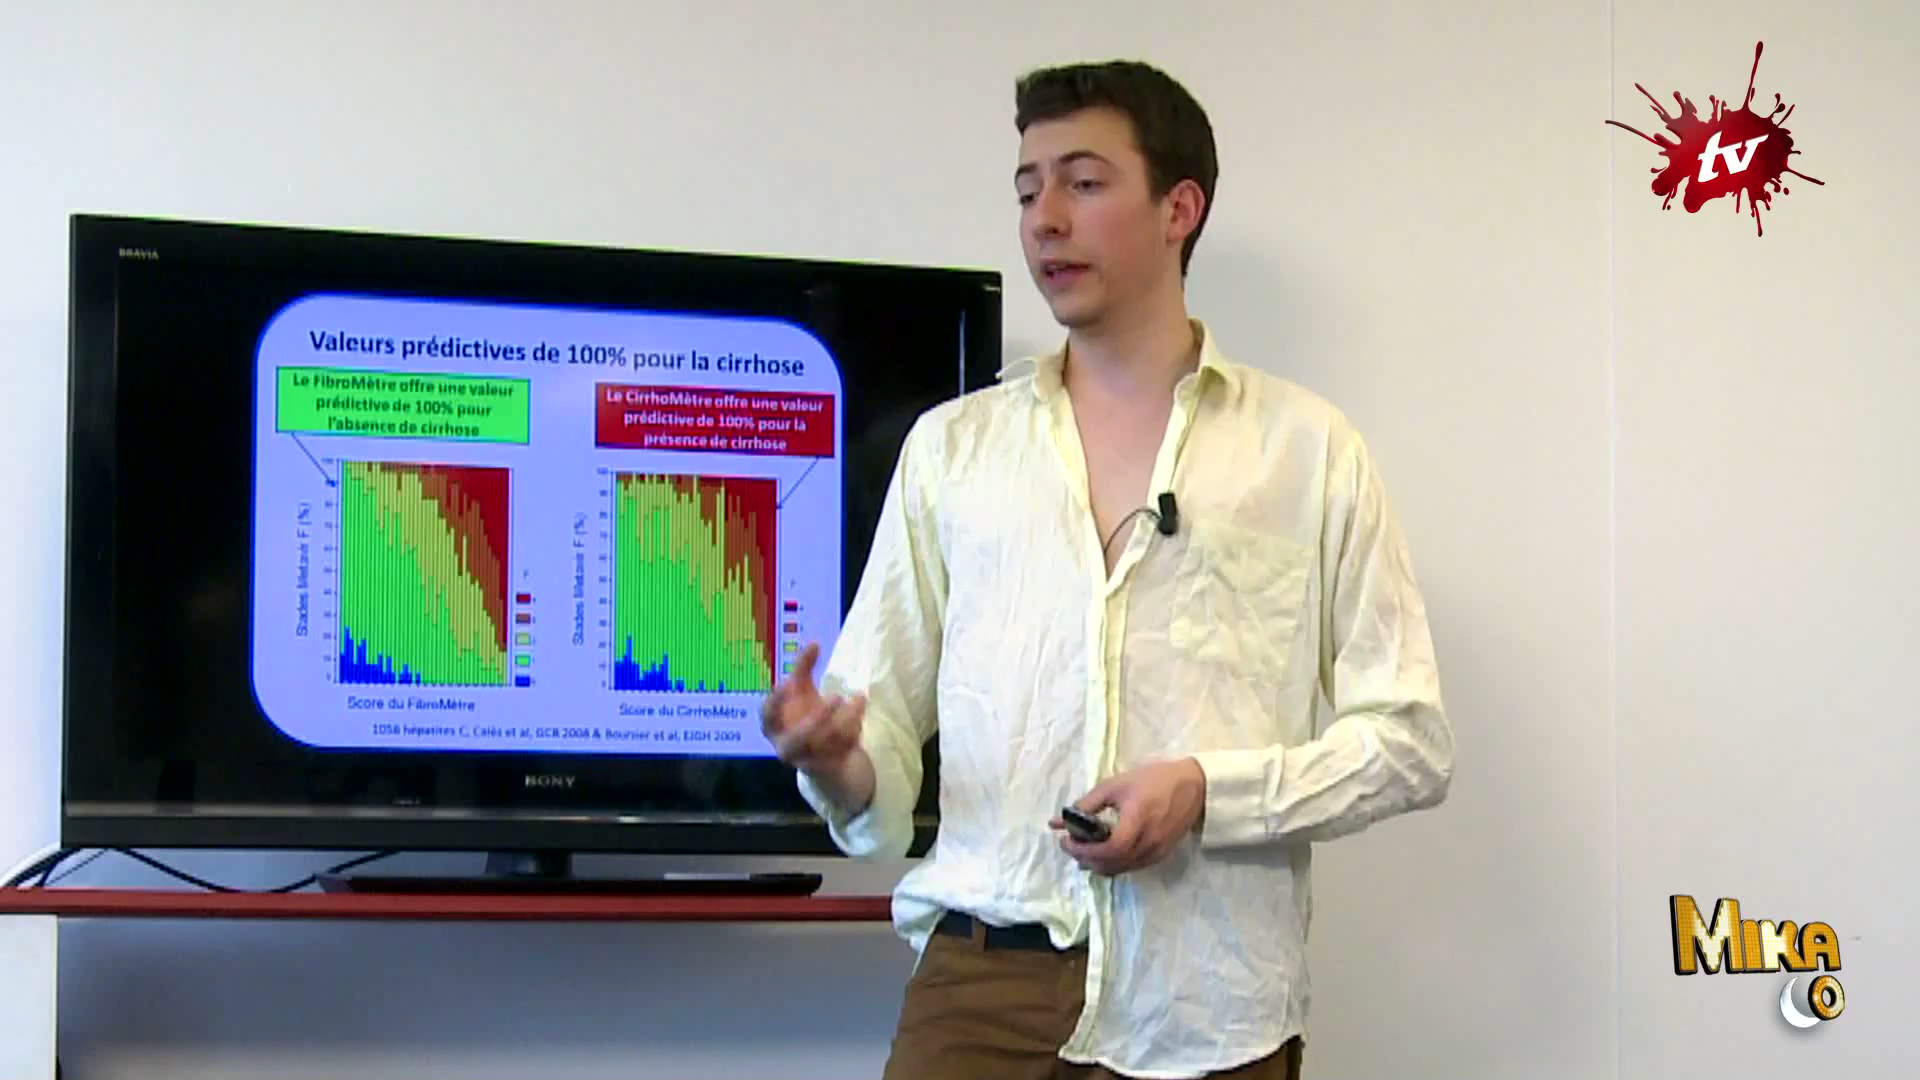 tv
BRAVIA
Valeurs prédictives de 100% pour la cirrhose
Le FibroMètre offre une valeur
prédictive de 100% pour
l'absence de cirrhose
Le CirrhoMètre offre une valeur
prédictive de 100% pour la
présence de cirrhose
Stades Metavir F (%)
Stades Metavir F (%)
Score du FibroMètre
Score du CirrhoMètre
1056 hépatites C, Calès et al, GCB 2008 & Boursier et al, EJGH 2009
SONY
MIKA